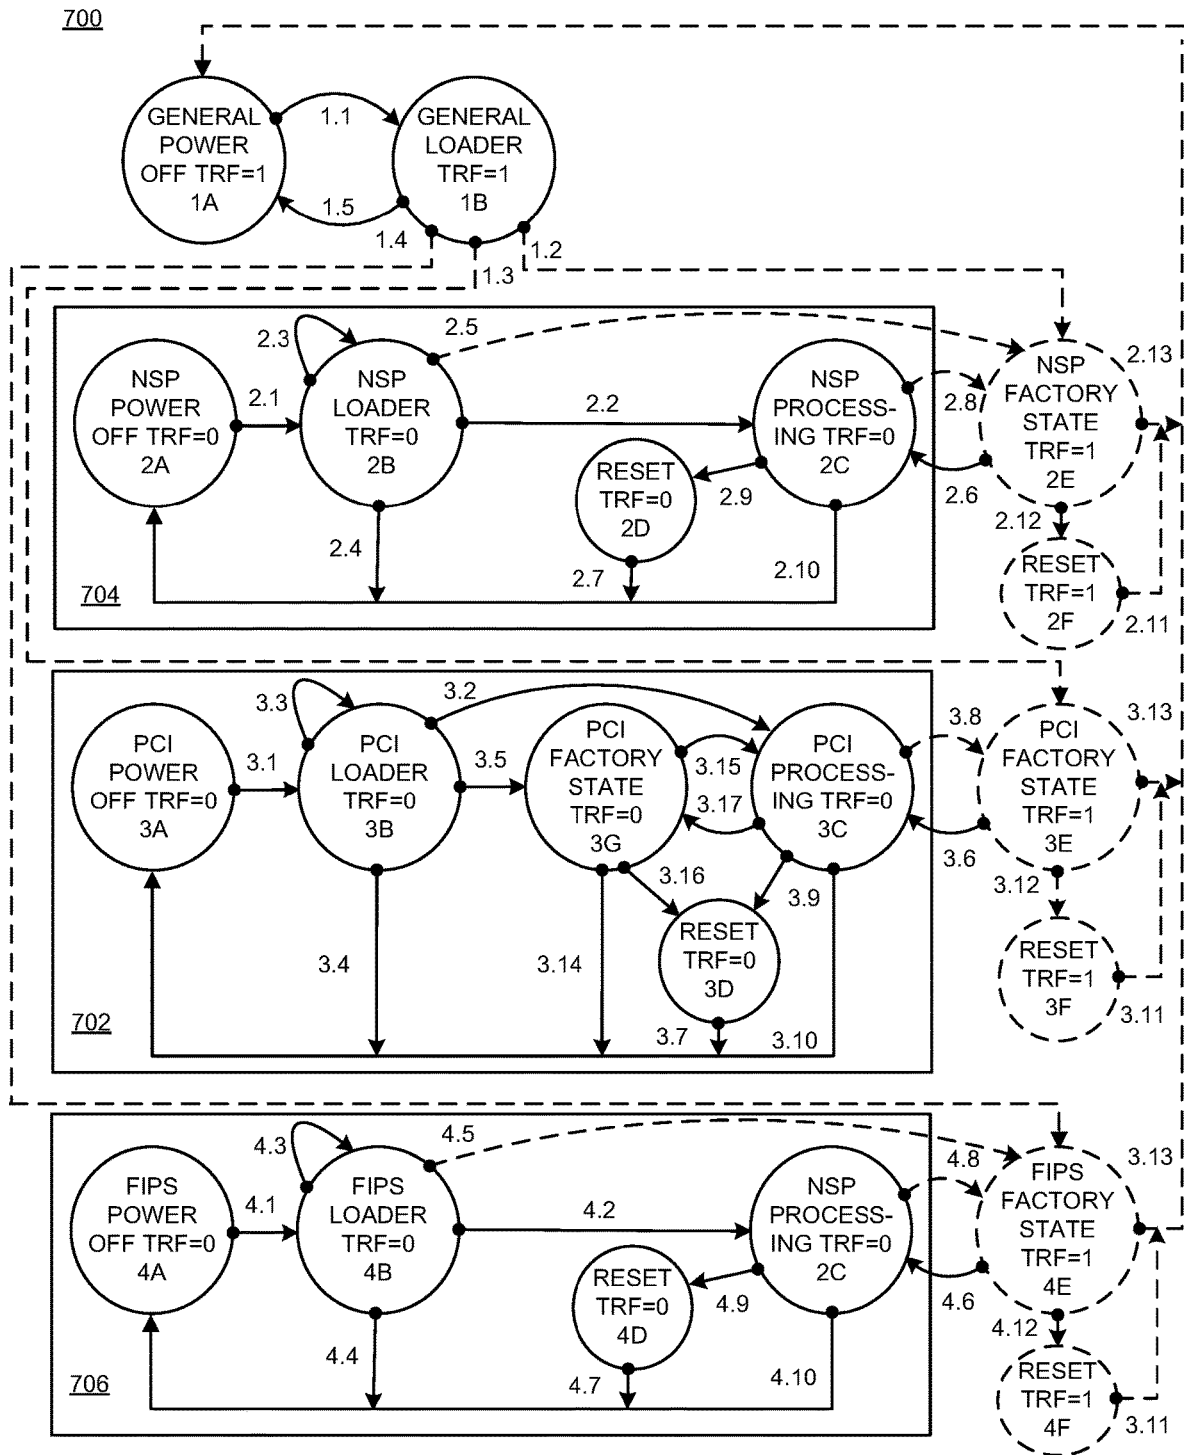 700
GENERAL
POWER
OFF TRF=1
1A
1.1
GENERAL
LOADER
TRF=1
1B
1.5
1.4
1.3
1.2
2.3
2.5
NSP
POWER
OFF TRF=0
2A
2.1
NSP
LOADER
TRF=0
2B
2.2
NSP
PROCESS-
ING TRF=0
2C
2.8
NSP
FACTORY
STATE
TRF=1
2E
2.13
RESET
TRF=0
2D
2.9
2.6
2.4
2.7
2.10
2.12
RESET
TRF=1
2F
2.11
704
3.3
3.2
PCI
POWER
OFF TRF=0
3A
3.1
PCI
LOADER
TRF=0
3B
3.5
PCI
FACTORY
STATE
TRF=0
3G
3.15
3.17
PCI
PROCESS-
ING TRF=0
3C
3.8
PCI
FACTORY
STATE
TRF=1
3E
3.13
3.6
3.16
3.9
3.12
RESET
TRF=0
3D
3.4
3.14
3.7
3.10
RESET
TRF=1
3F
3.11
702
4.3
4.5
FIPS
POWER
OFF TRF=0
4A
4.1
FIPS
LOADER
TRF=0
4B
4.2
NSP
PROCESS-
ING TRF=0
2C
4.8
FIPS
FACTORY
STATE
TRF=1
4E
3.13
RESET
TRF=0
4D
4.9
4.6
4.4
4.7
4.10
4.12
RESET
TRF=1
4F
3.11
706